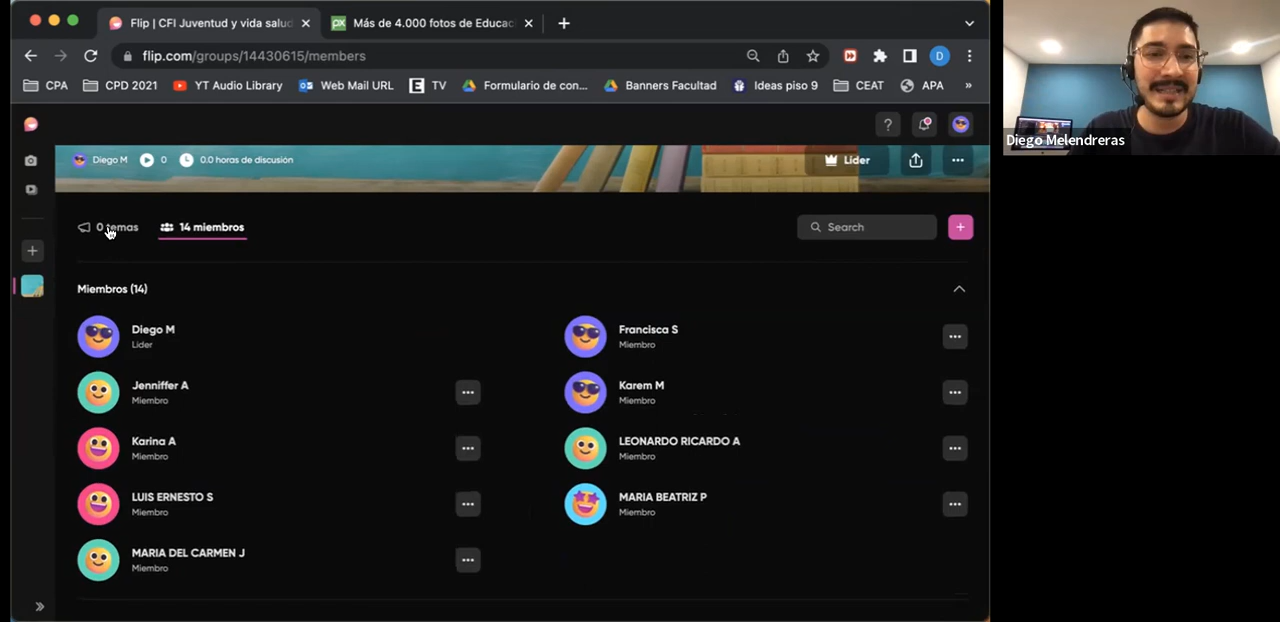 Flip | CFI Juventud y vida salud
Más de 4.000 fotos de Educac
flip.com/groups/14430615/members
CPA
CPD 2021
YT Audio Library
Web Mail URL
E TV
Formulario de con...
Banners Facultad
Ideas piso 9
CEAT
APA
»
D
Diego Melendreras
?
Diego M
0
0.0 horas de discusión
Líder
0 temas
14 miembros
Search
Miembros (14)
Diego M
Líder
Francisca S
Miembro
Jenniffer A
Miembro
Karem M
Miembro
Karina A
Miembro
LEONARDO RICARDO A
Miembro
LUIS ERNESTO S
Miembro
MARIA BEATRIZ P
Miembro
MARIA DEL CARMEN J
Miembro